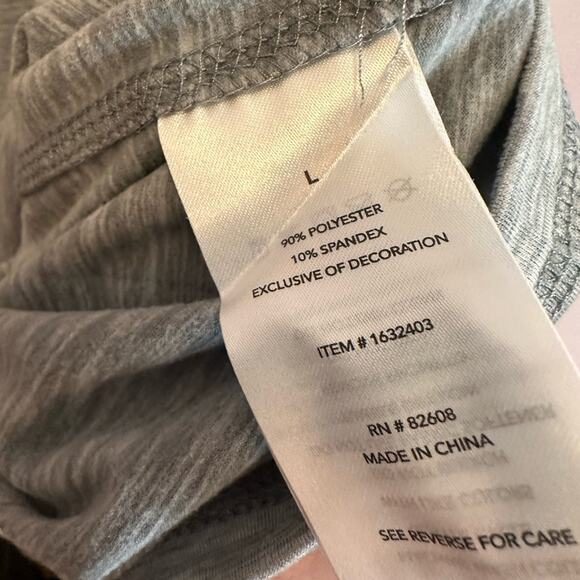 L
90% POLYESTER
10% SPANDEX
EXCLUSIVE OF DECORATION
ITEM # 1632403
RN # 82608
MADE IN CHINA
SEE REVERSE FOR CARE